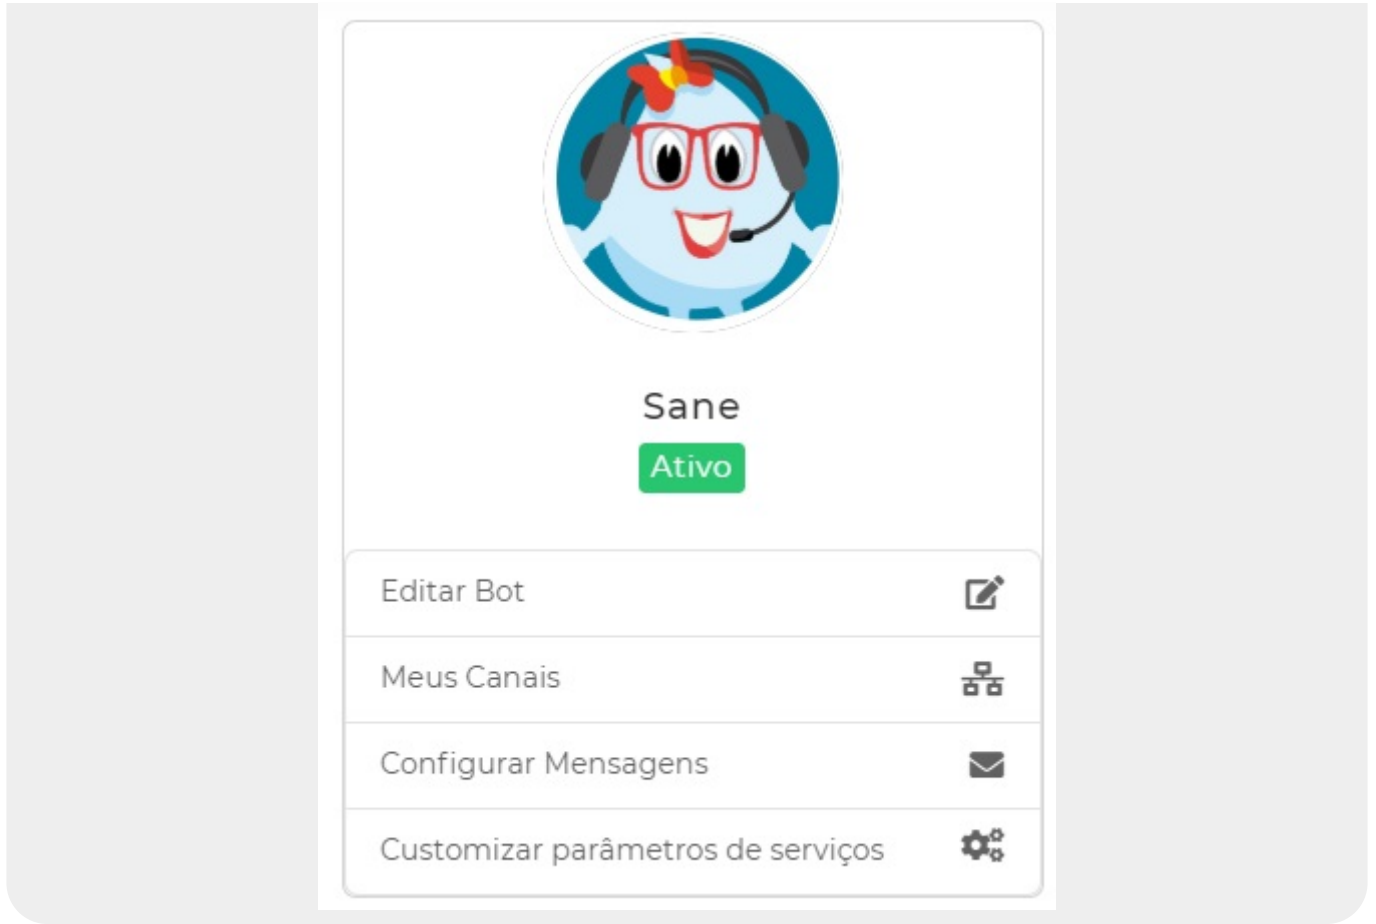 Sane
Ativo
Editar Bot
Meus Canais
Configurar Mensagens
Customizar parâmetros de serviços